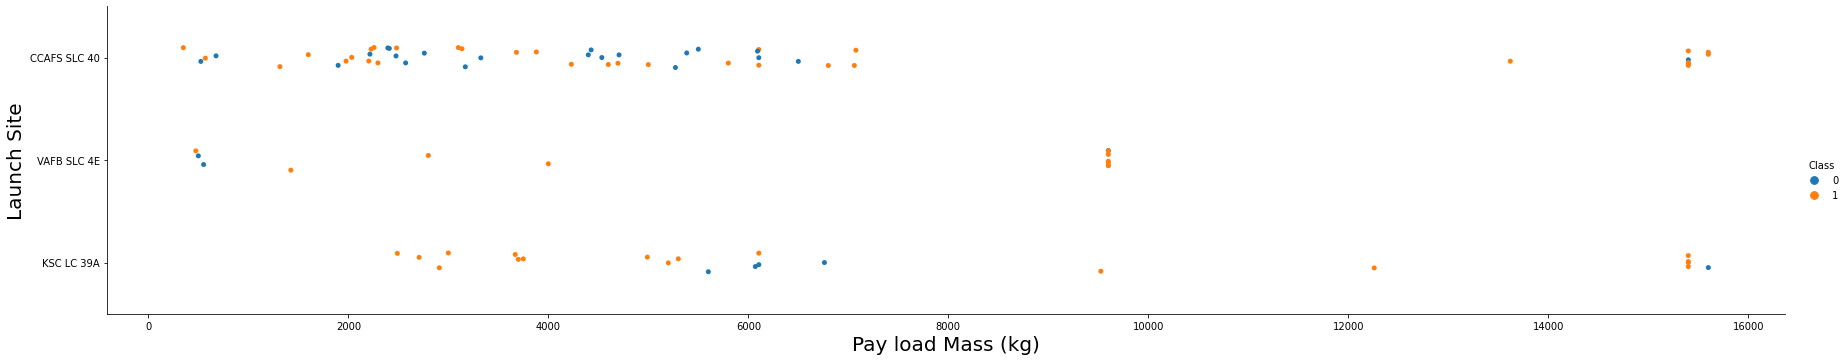 Launch Site
CCAFS SLC 40
VAFB SLC 4E
KSC LC 39A
0 2000 4000 6000 8000 10000 12000 14000 16000
Pay load Mass (kg)
Class
0
1